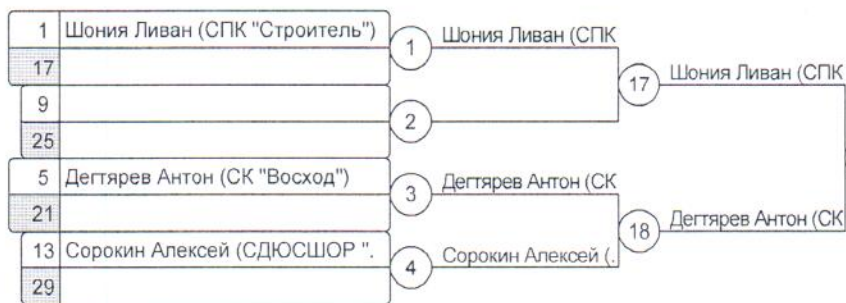 1 Шония Ливан (СПК "Строитель")
17
9
25
5 Дегтярев Антон (СК "Восход")
21
13 Сорокин Алексей (СДЮСШОР ".
29
1 Шония Ливан (СПК
2
3 Дегтярев Антон (СК
4 Сорокин Алексей (.
17 Шония Ливан (СПК
18 Дегтярев Антон (СК